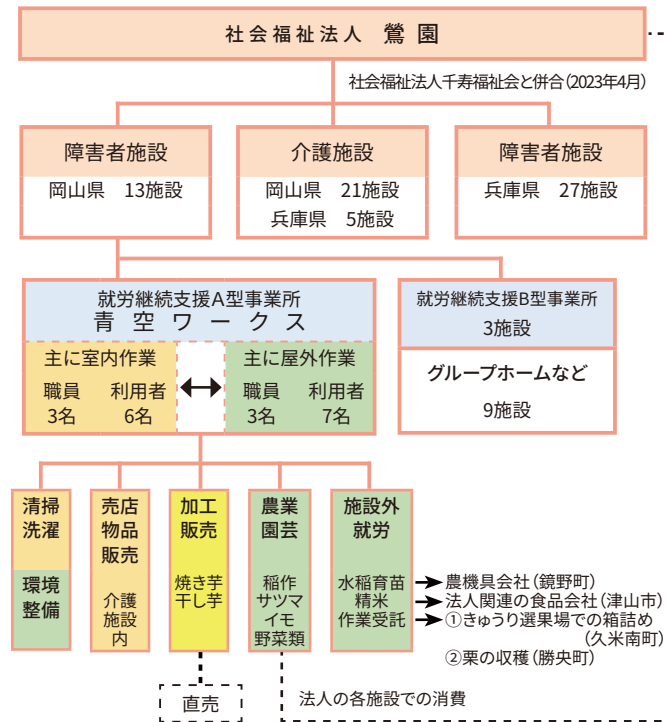 社会福祉法人 鶯園
社会福祉法人千寿福祉会と併合(2023年4月)
障害者施設
岡山県 13施設
介護施設
岡山県 21施設
兵庫県 5施設
障害者施設
兵庫県 27施設
就労継続支援A型事業所
青空ワークス
主に室内作業
職員 利用者
3名 6名
主に屋外作業
職員 利用者
3名 7名
就労継続支援B型事業所
3施設
グループホームなど
9施設
清掃
洗濯
環境
整備
売店
物品
販売
介護
施設
内
加工
販売
焼き芋
干し芋
農業
園芸
稲作
サツマ
イモ
野菜類
施設外
就労
水稲育苗
精米
作業受託
農機具会社(鏡野町)
法人関連の食品会社(津山市)
①きゅうり選果場での箱詰め
(久米南町)
②栗の収穫(勝央町)
直売
法人の各施設での消費